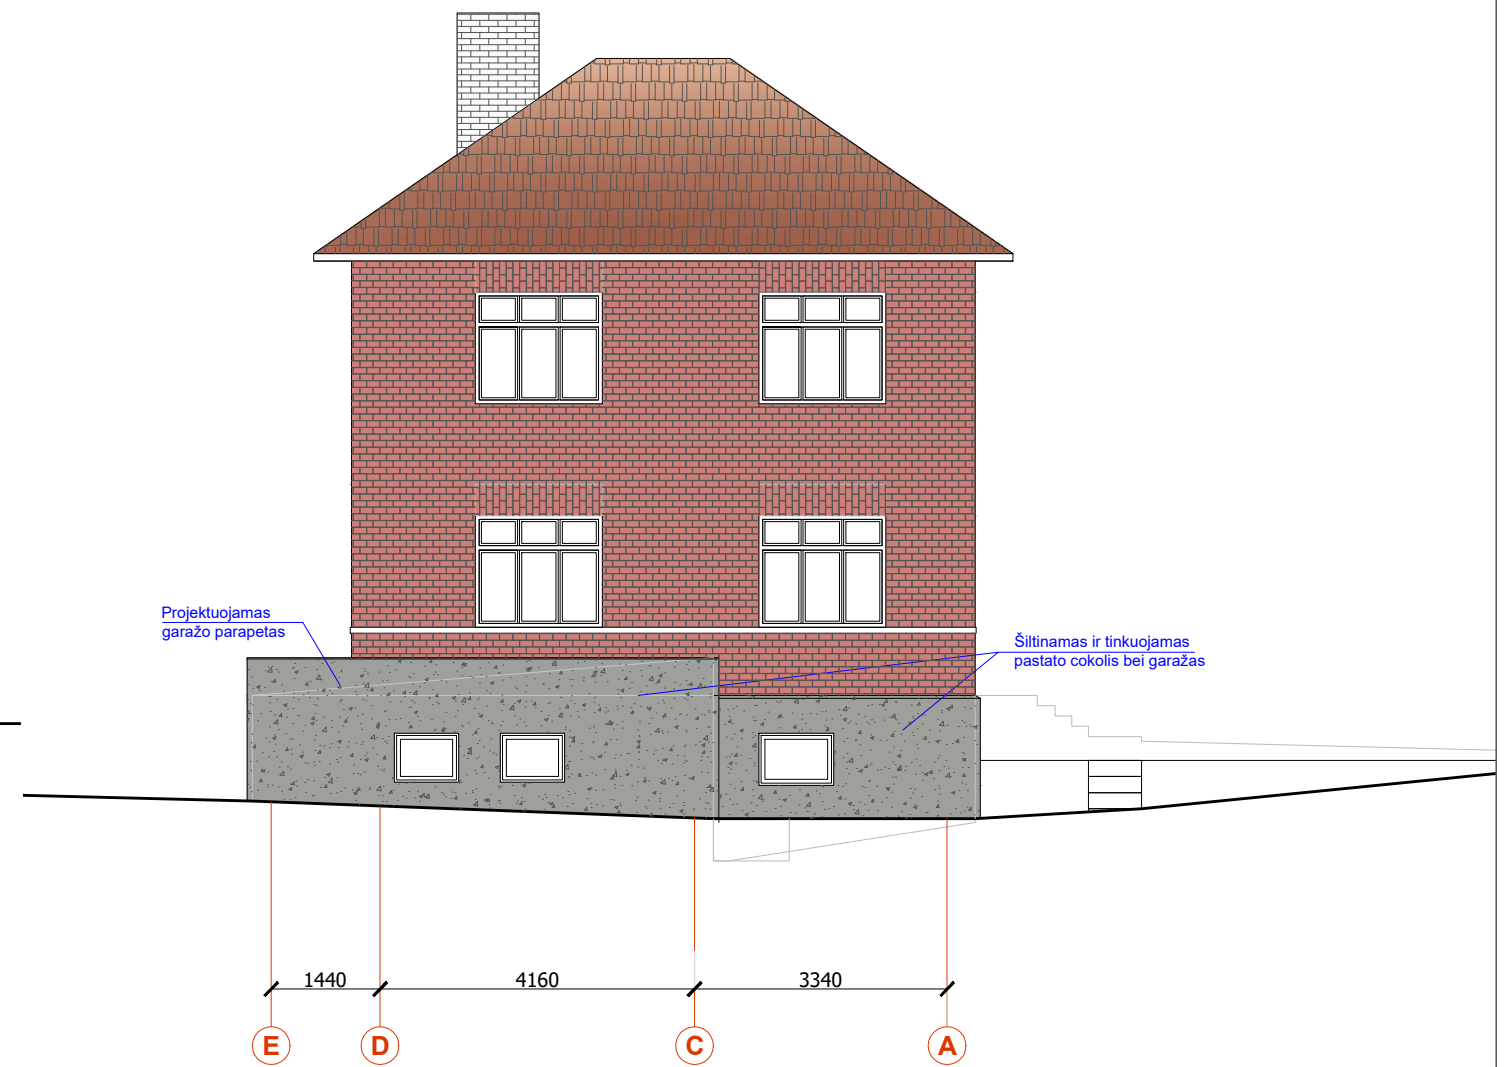 Projektuojamas
garažo parapetas
Šiltinamas ir tinkuojamas
pastato cokolis bei garažas
1440 4160 3340
E D C A